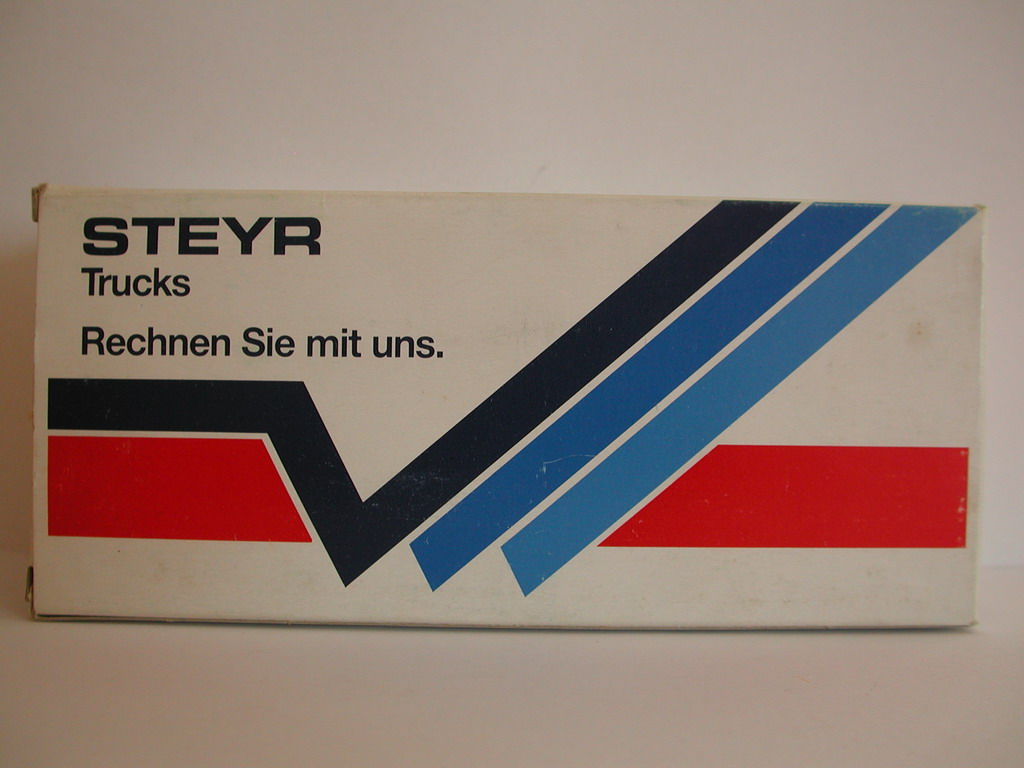 STEYR
Trucks
Rechnen Sie mit uns.